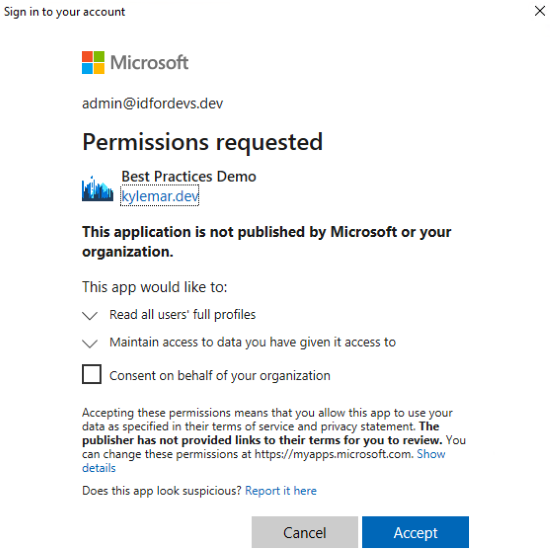 Sign in to your account
Microsoft
admin@idfordevs.dev
Permissions requested
Best Practices Demo
kylemar.dev
This application is not published by Microsoft or your
organization.
This app would like to:
Read all users' full profiles
Maintain access to data you have given it access to
Consent on behalf of your organization
Accepting these permissions means that you allow this app to use your
data as specified in their terms of service and privacy statement. The
publisher has not provided links to their terms for you to review. You
can change these permissions at https://myapps.microsoft.com. Show
details
Does this app look suspicious? Report it here
Cancel
Accept